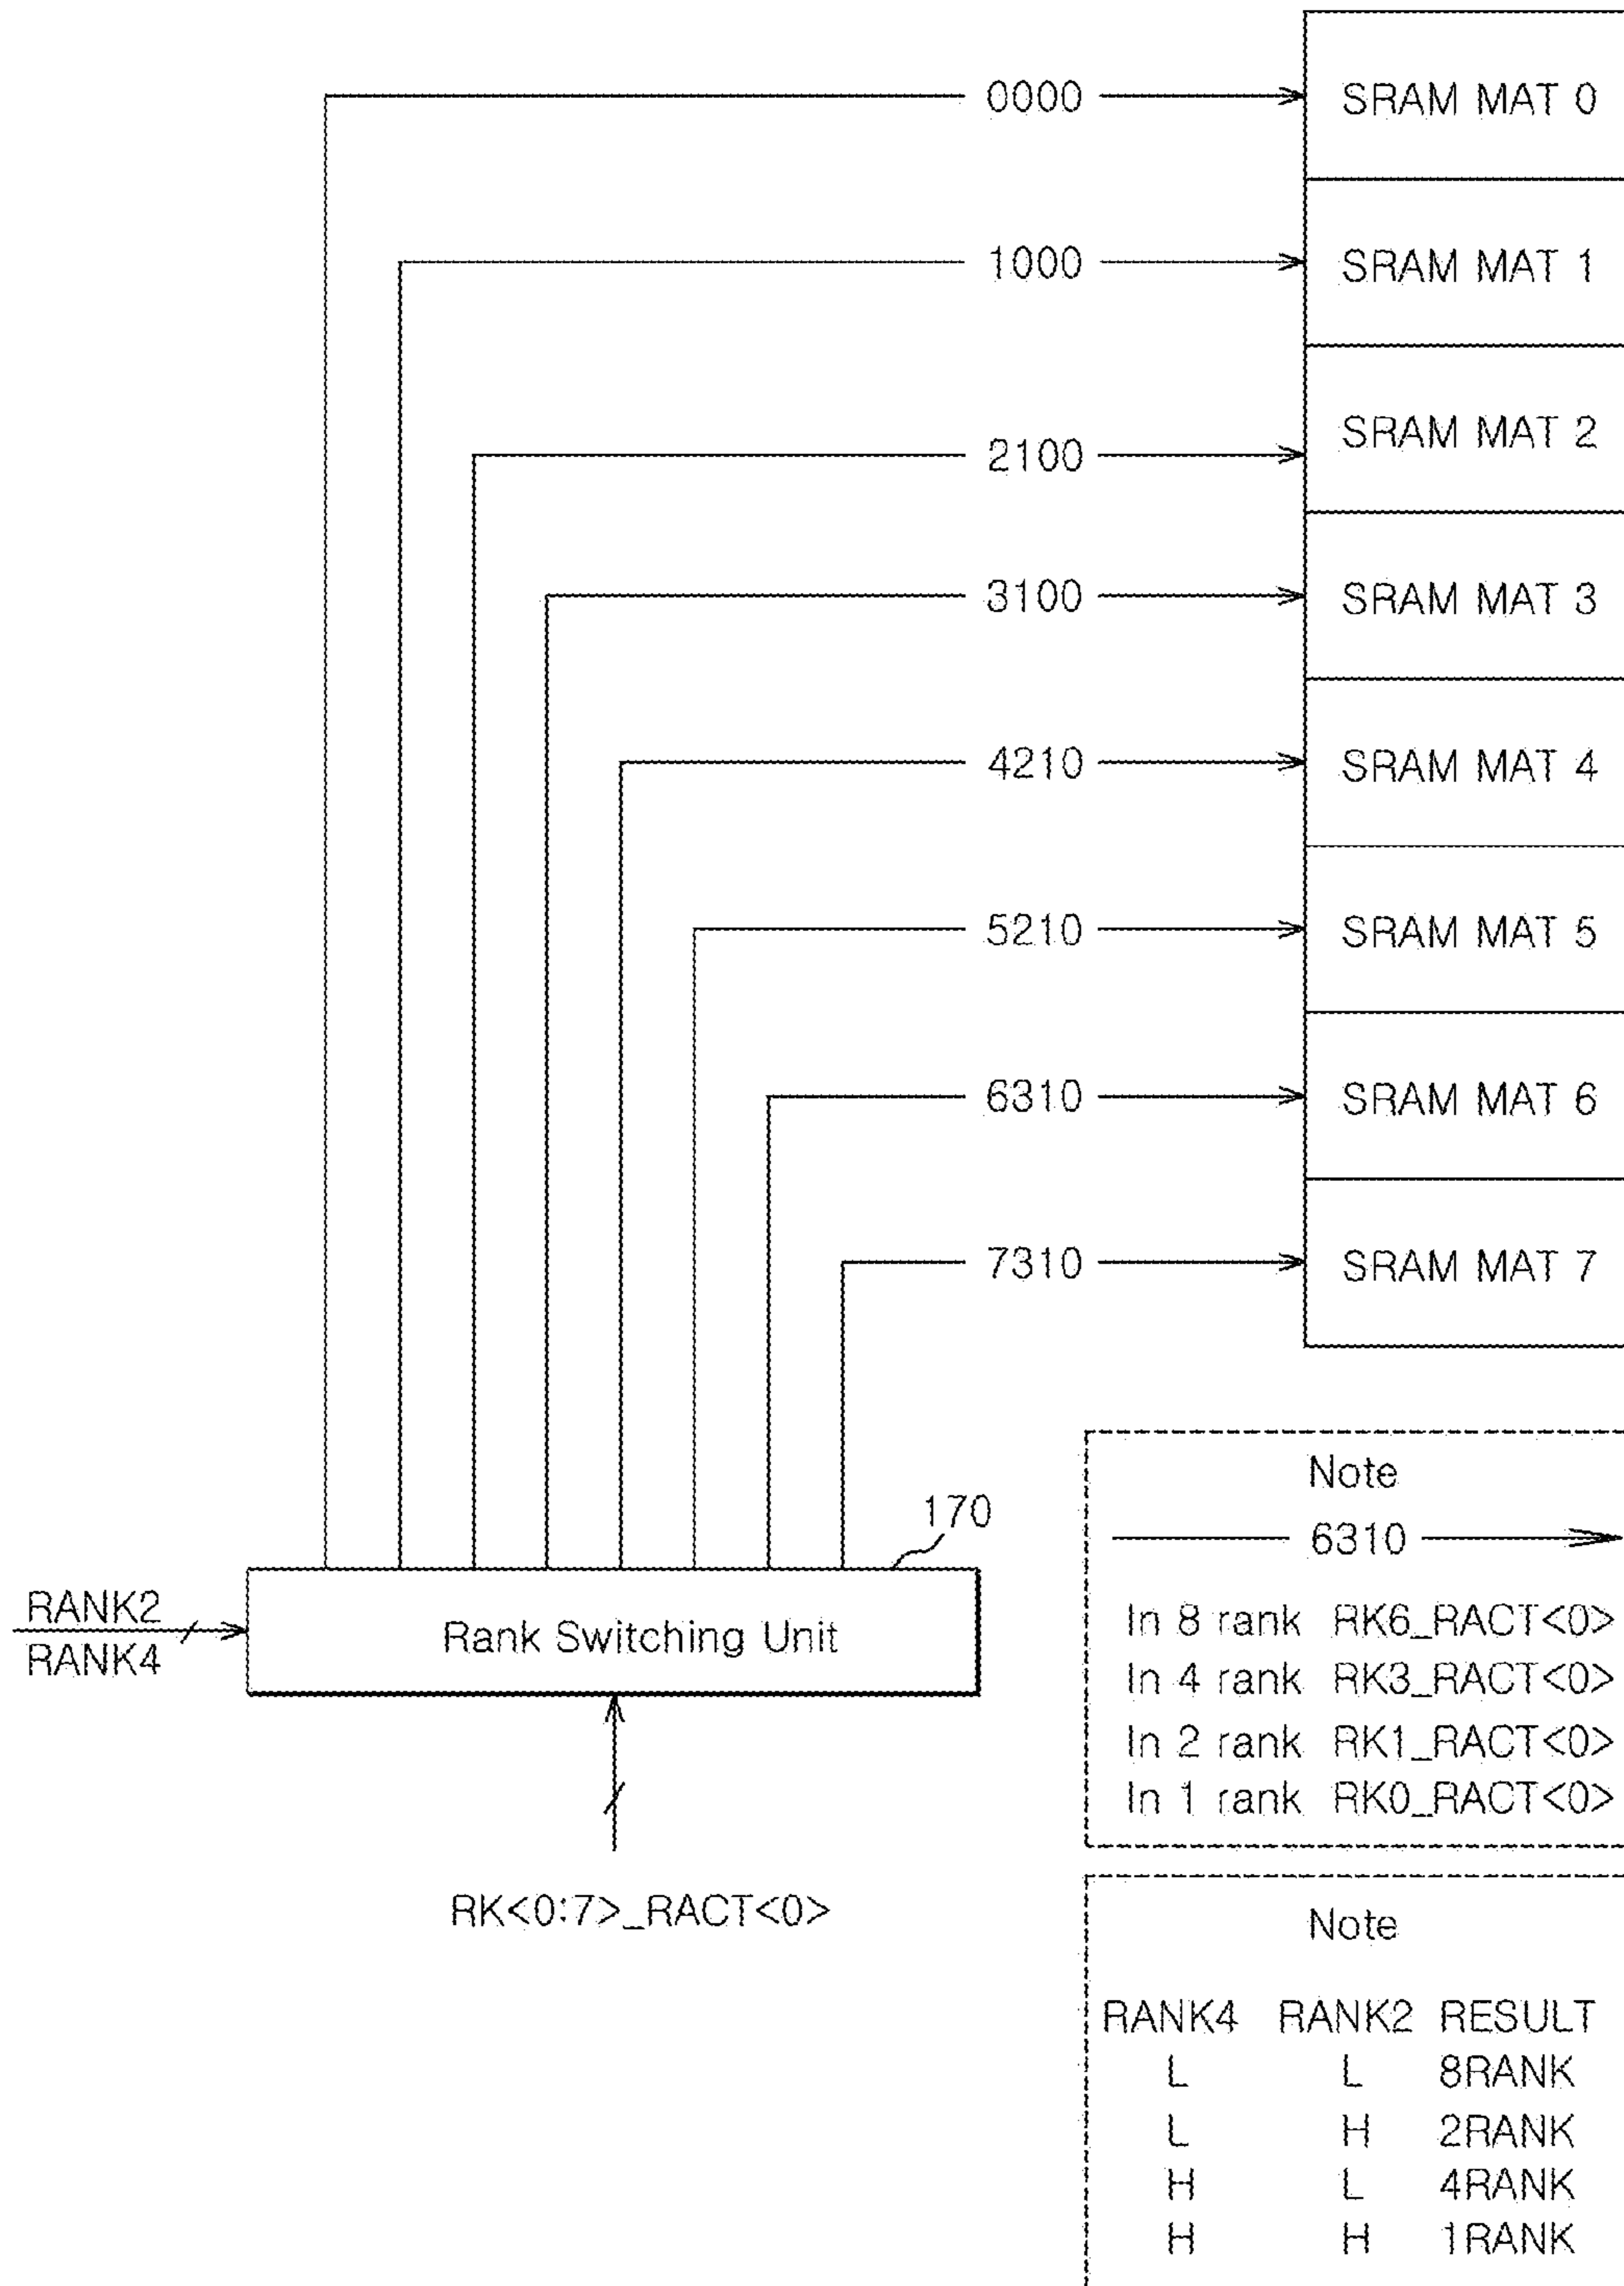 0000 SRAM MAT 0
1000 SRAM MAT 1
2100 SRAM MAT 2
3100 SRAM MAT 3
4210 SRAM MAT 4
5210 SRAM MAT 5
6310 SRAM MAT 6
7310 SRAM MAT 7
170
RANK2
RANK4
Rank Switching Unit
RK<0:7>_RACT<0>
Note
6310
In 8 rank RK6_RACT<0>
In 4 rank RK3_RACT<0>
In 2 rank RK1_RACT<0>
In 1 rank RK0_RACT<0>
Note
RANK4 RANK2 RESULT
L L 8RANK
L H 2RANK
H L 4RANK
H H 1RANK